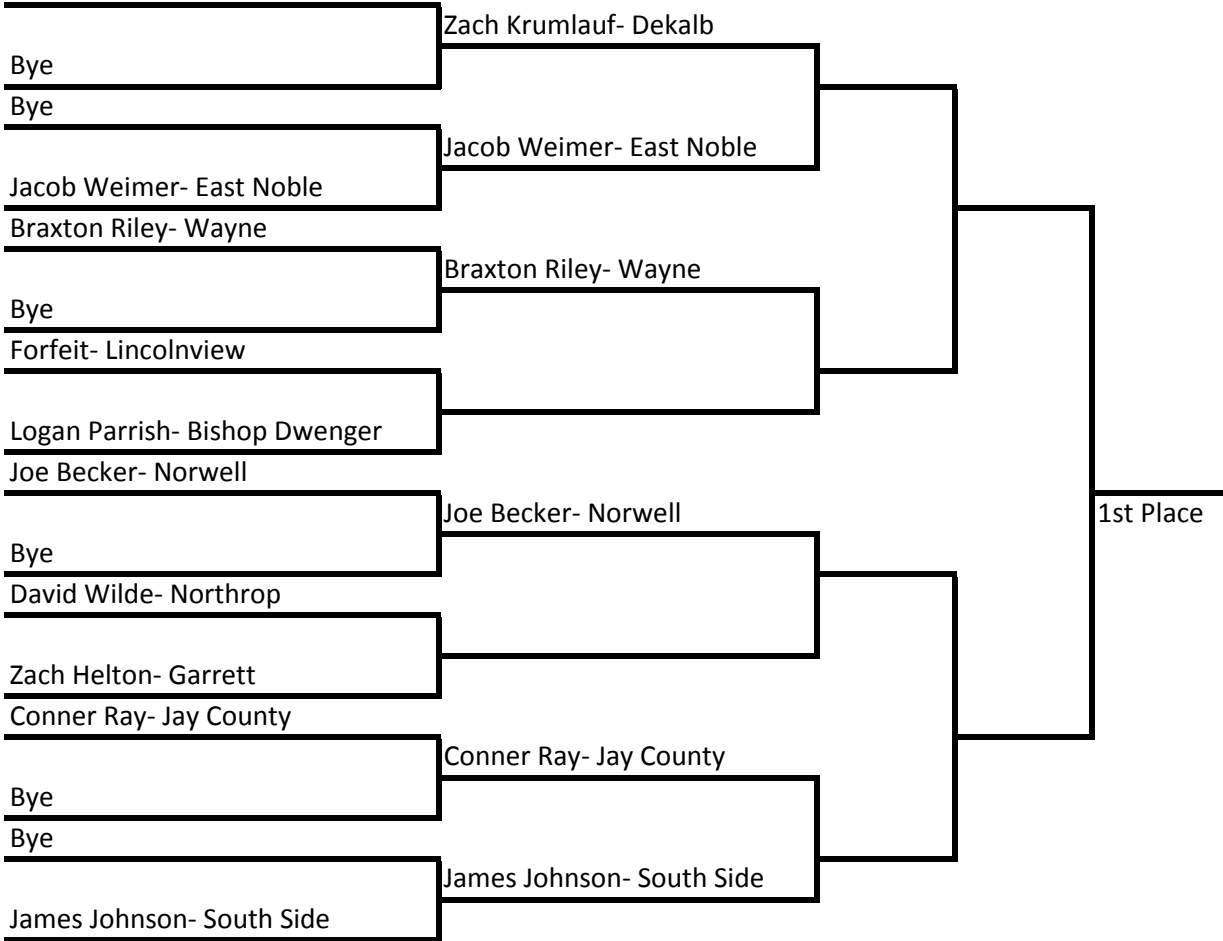 Zach Krumlauf- Dekalb
Bye
Bye
Jacob Weimer- East Noble
Jacob Weimer- East Noble
Braxton Riley- Wayne
Braxton Riley- Wayne
Bye
Forfeit- Lincolnview
Logan Parrish- Bishop Dwenger
Joe Becker- Norwell
Joe Becker- Norwell
1st Place
Bye
David Wilde- Northrop
Zach Helton- Garrett
Conner Ray- Jay County
Conner Ray- Jay County
Bye
Bye
James Johnson- South Side
James Johnson- South Side